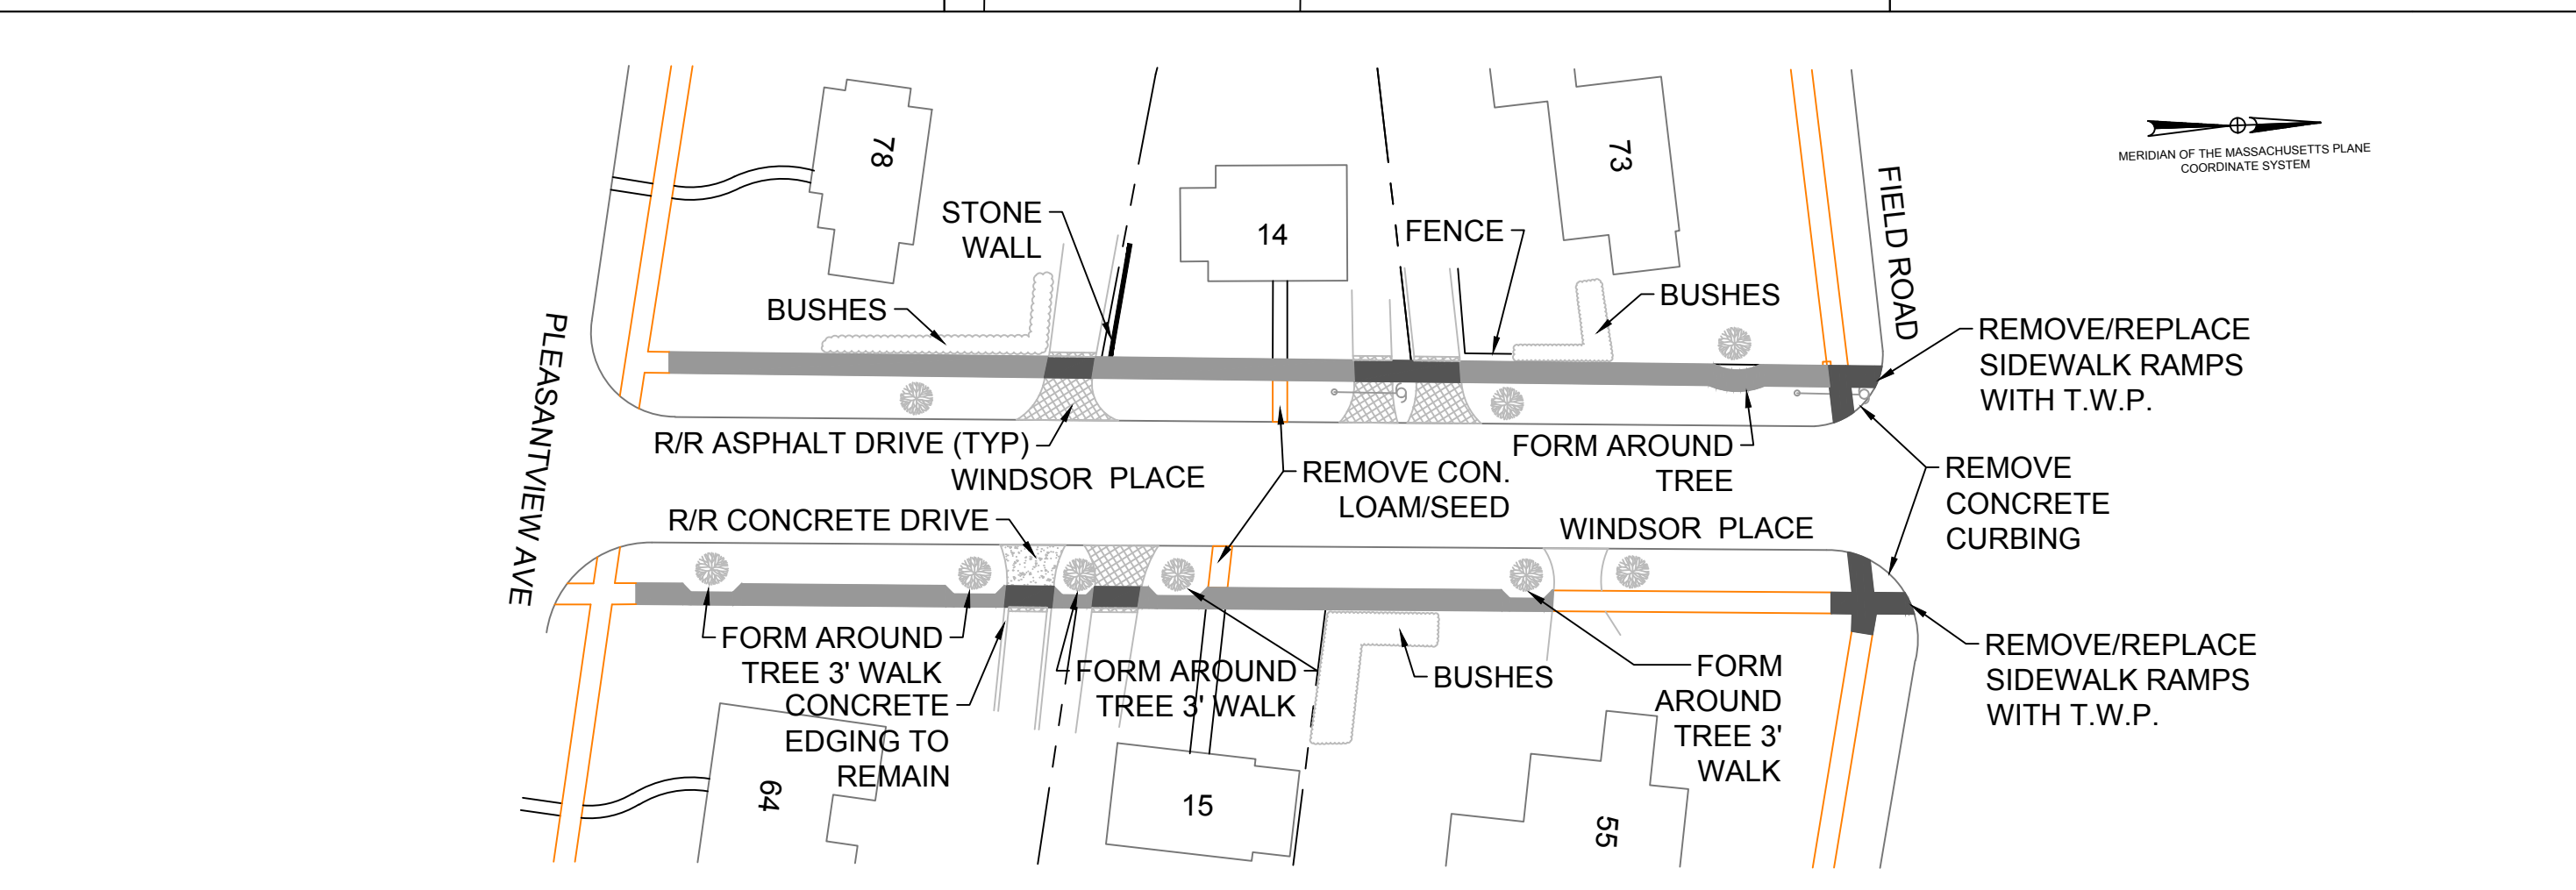 78
73
MERIDIAN OF THE MASSACHUSETTS PLANE
COORDINATE SYSTEM
STONE
WALL
14
FENCE
FIELD ROAD
BUSHES
BUSHES
PLEASANTVIEW AVE
REMOVE/REPLACE
SIDEWALK RAMPS
WITH T.W.P.
R/R ASPHALT DRIVE (TYP)
WINDSOR PLACE
REMOVE CON.
LOAM/SEED
FORM AROUND
TREE
REMOVE
CONCRETE
CURBING
R/R CONCRETE DRIVE
WINDSOR PLACE
FORM AROUND
TREE 3' WALK
CONCRETE
EDGING TO
REMAIN
FORM AROUND
TREE 3' WALK
BUSHES
FORM
AROUND
TREE 3'
WALK
REMOVE/REPLACE
SIDEWALK RAMPS
WITH T.W.P.
64
15
55